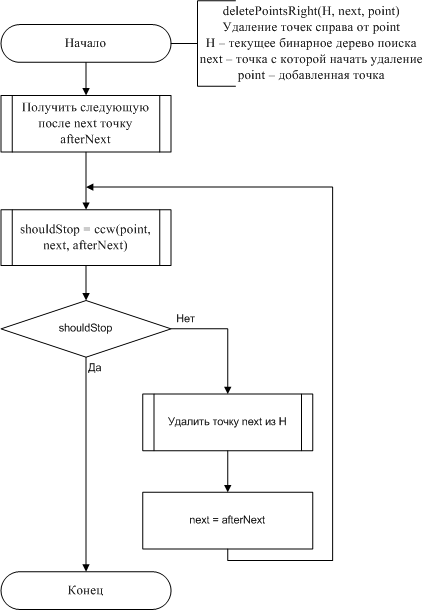 deletePointsRight(H, next, point)
Удаление точек справа от point
H – текущее бинарное дерево поиска
next – точка с которой начать удаление
point – добавленная точка
Начало
Получить следующую
после next точку
afterNext
shouldStop = ccw(point,
next, afterNext)
shouldStop
Нет
Да
Удалить точку next из H
next = afterNext
Конец